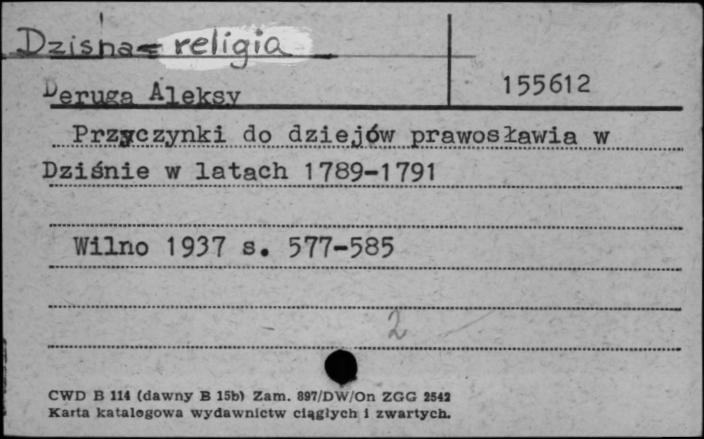 Dzisna = religia
Deruga Aleksy 155612
Przyczynki do dziejów prawosławia w
Dziśnie w latach 1789-1791
Wilno 1937 s. 577-585
2
CWD B 114 (dawny B 15b) Zam. 897/DW/On ZGG 2542
Karta katalogowa wydawnictw ciągłych i zwartych.